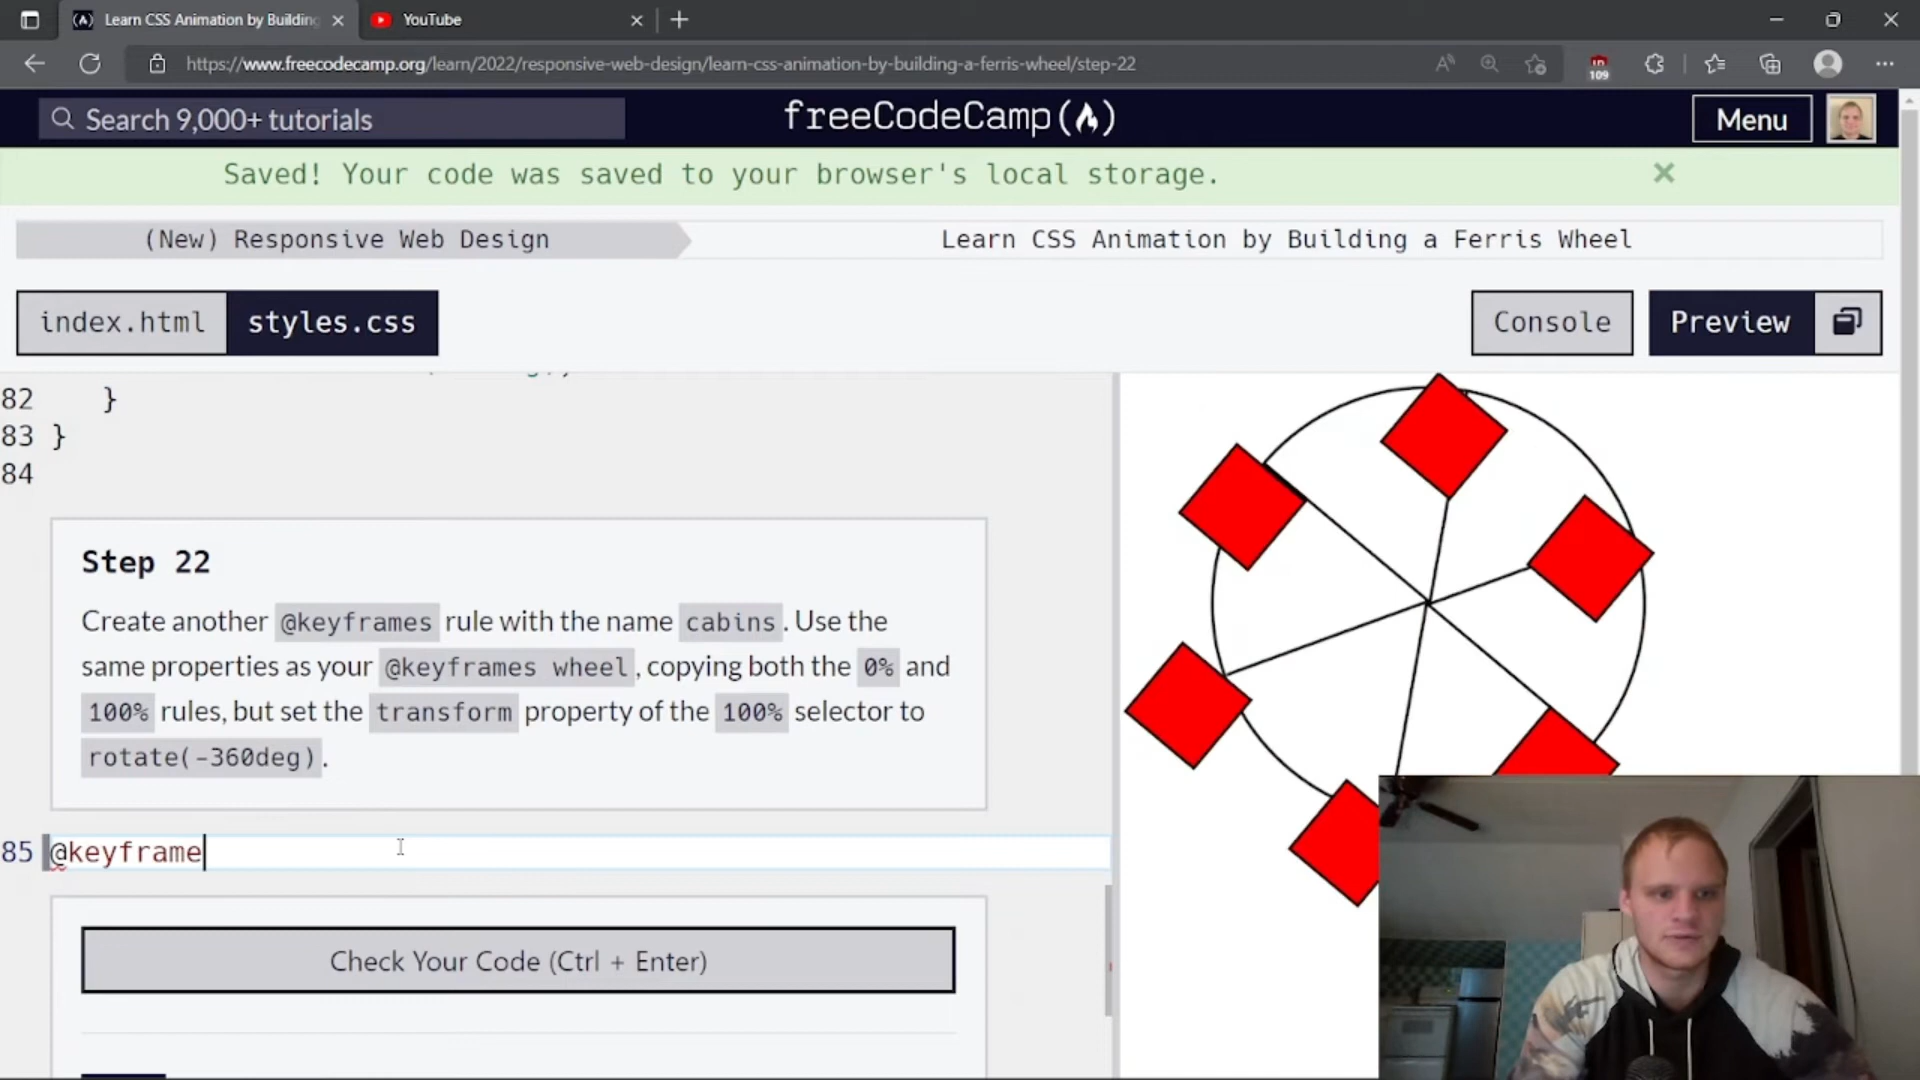 Learn CSS Animation by Building
YouTube
https://www.freecodecamp.org/learn/2022/responsive-web-design/learn-css-animation-by-building-a-ferris-wheel/step-22
109
Search 9,000+ tutorials
freeCodeCamp
Menu
Saved! Your code was saved to your browser's local storage.
(New) Responsive Web Design
Learn CSS Animation by Building a Ferris Wheel
index.html
styles.css
Console
Preview
82 }
83 }
84
Step 22
Create another @keyframes rule with the name cabins. Use the
same properties as your @keyframes wheel, copying both the 0% and
100% rules, but set the transform property of the 100% selector to
rotate(-360deg).
85 @keyframe
Check Your Code (Ctrl + Enter)